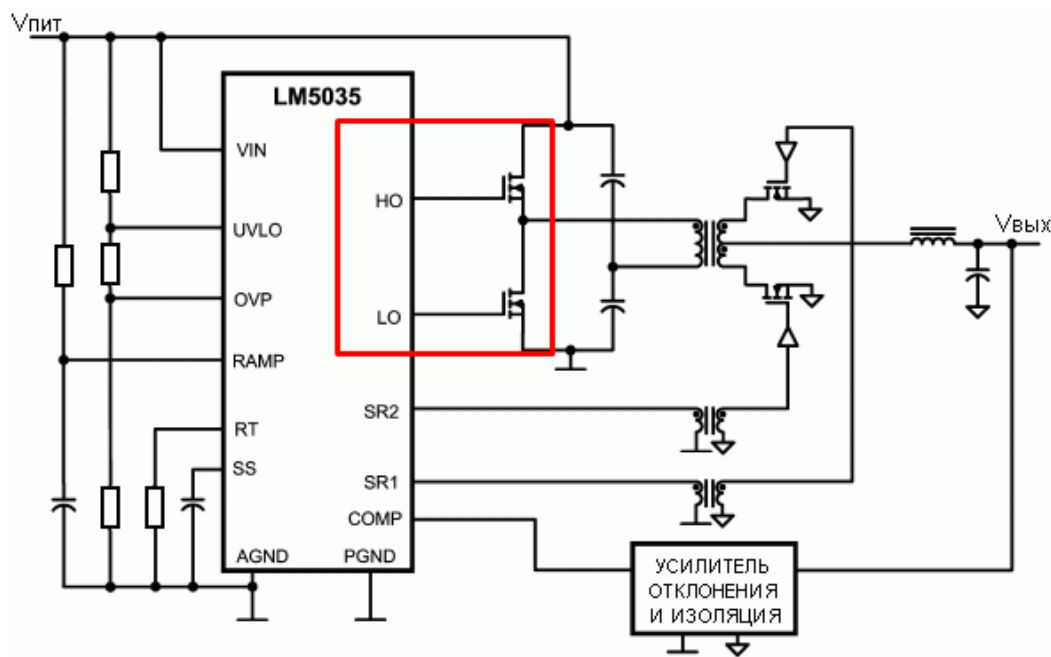 Vпит
LM5035
VIN
HO
UVLO
Vвых
OVP
LO
RAMP
SR2
RT
SS
SR1
COMP
AGND
PGND
УСИЛИТЕЛЬ
ОТКЛОНЕНИЯ
И ИЗОЛЯЦИЯ